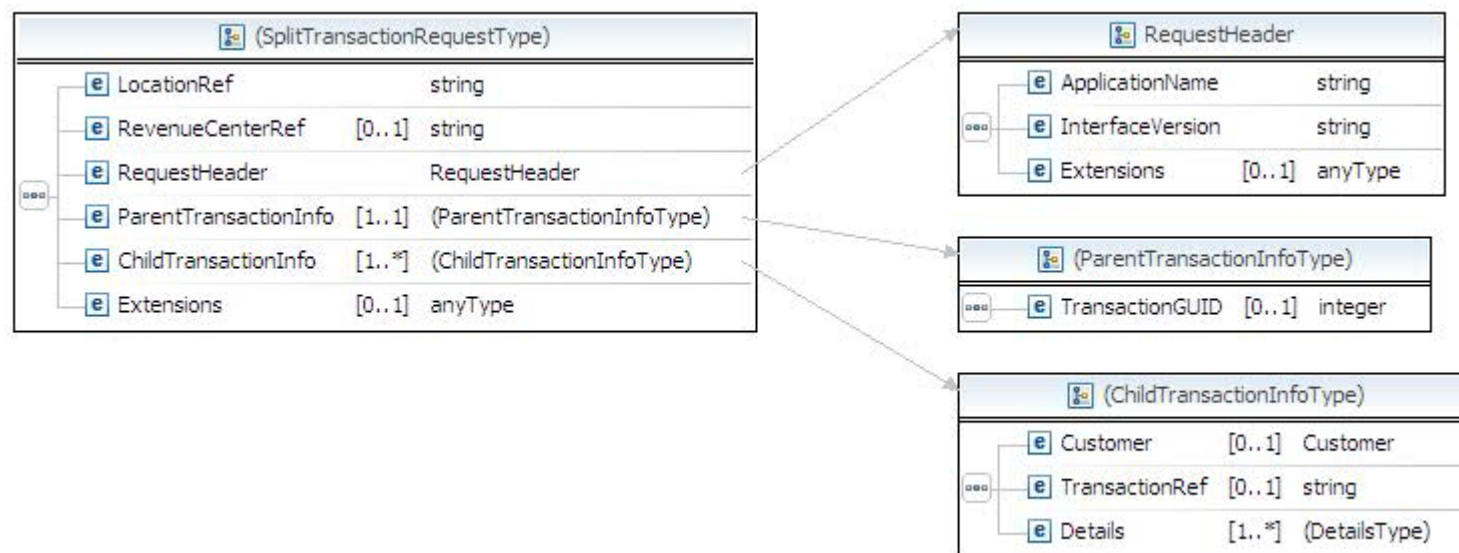 (SplitTransactionRequestType)
e LocationRef string
e RevenueCenterRef [0..1] string
e RequestHeader RequestHeader
e ParentTransactionInfo [1..1] (ParentTransactionInfoType)
e ChildTransactionInfo [1..*] (ChildTransactionInfoType)
e Extensions [0..1] anyType
RequestHeader
e ApplicationName string
e InterfaceVersion string
e Extensions [0..1] anyType
(ParentTransactionInfoType)
e TransactionGUID [0..1] integer
(ChildTransactionInfoType)
e Customer [0..1] Customer
e TransactionRef [0..1] string
e Details [1..*] (DetailsType)